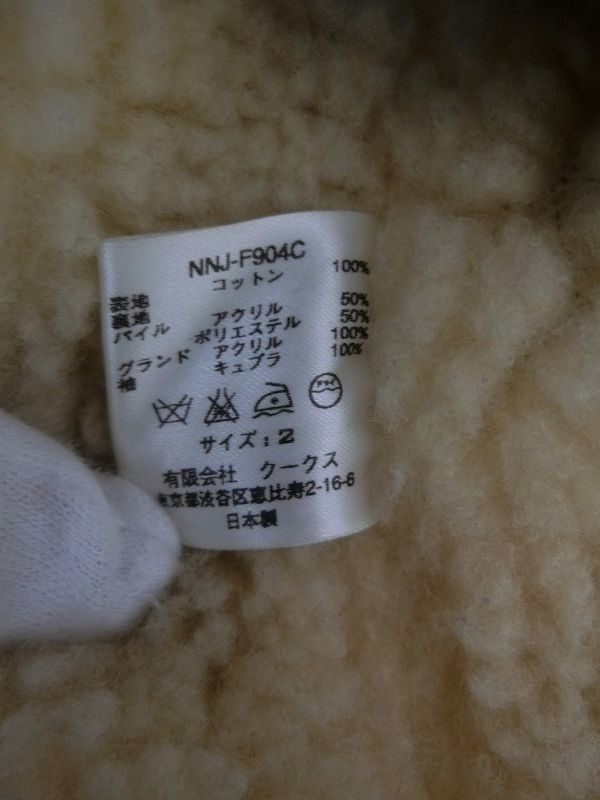 NNJ-F904C
表地 コットン 100%
裏地
パイル アクリル 50%
ポリエステル 50%
グランド アクリル 100%
袖 キュプラ 100%
ドライ
サイズ：2
有限会社 クークス
東京都渋谷区恵比寿2-16-6
日本製